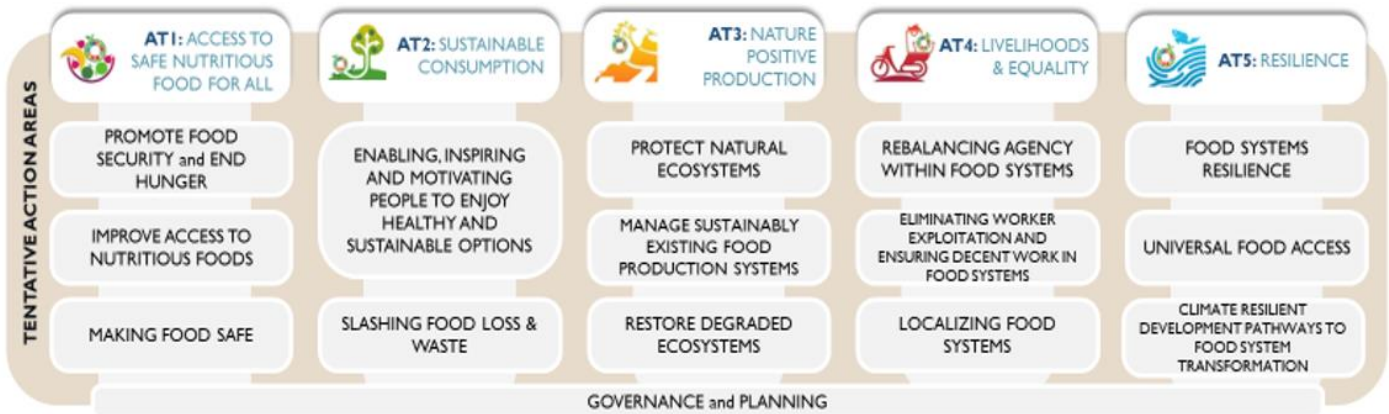 TENTATIVE ACTION AREAS
AT1: ACCESS TO
SAFE NUTRITIOUS
FOOD FOR ALL
PROMOTE FOOD
SECURITY and END
HUNGER
IMPROVE ACCESS TO
NUTRITIOUS FOODS
MAKING FOOD SAFE
AT2: SUSTAINABLE
CONSUMPTION
ENABLING, INSPIRING
AND MOTIVATING
PEOPLE TO ENJOY
HEALTHY AND
SUSTAINABLE OPTIONS
SLASHING FOOD LOSS &
WASTE
AT3: NATURE
POSITIVE
PRODUCTION
PROTECT NATURAL
ECOSYSTEMS
MANAGE SUSTAINABLY
EXISTING FOOD
PRODUCTION SYSTEMS
RESTORE DEGRADED
ECOSYSTEMS
AT4: LIVELIHOODS
& EQUALITY
REBALANCING AGENCY
WITHIN FOOD SYSTEMS
ELIMINATING WORKER
EXPLOITATION AND
ENSURING DECENT WORK IN
FOOD SYSTEMS
LOCALIZING FOOD
SYSTEMS
AT5: RESILIENCE
FOOD SYSTEMS
RESILIENCE
UNIVERSAL FOOD ACCESS
CLIMATE RESILIENT
DEVELOPMENT PATHWAYS TO
FOOD SYSTEM
TRANSFORMATION
GOVERNANCE and PLANNING